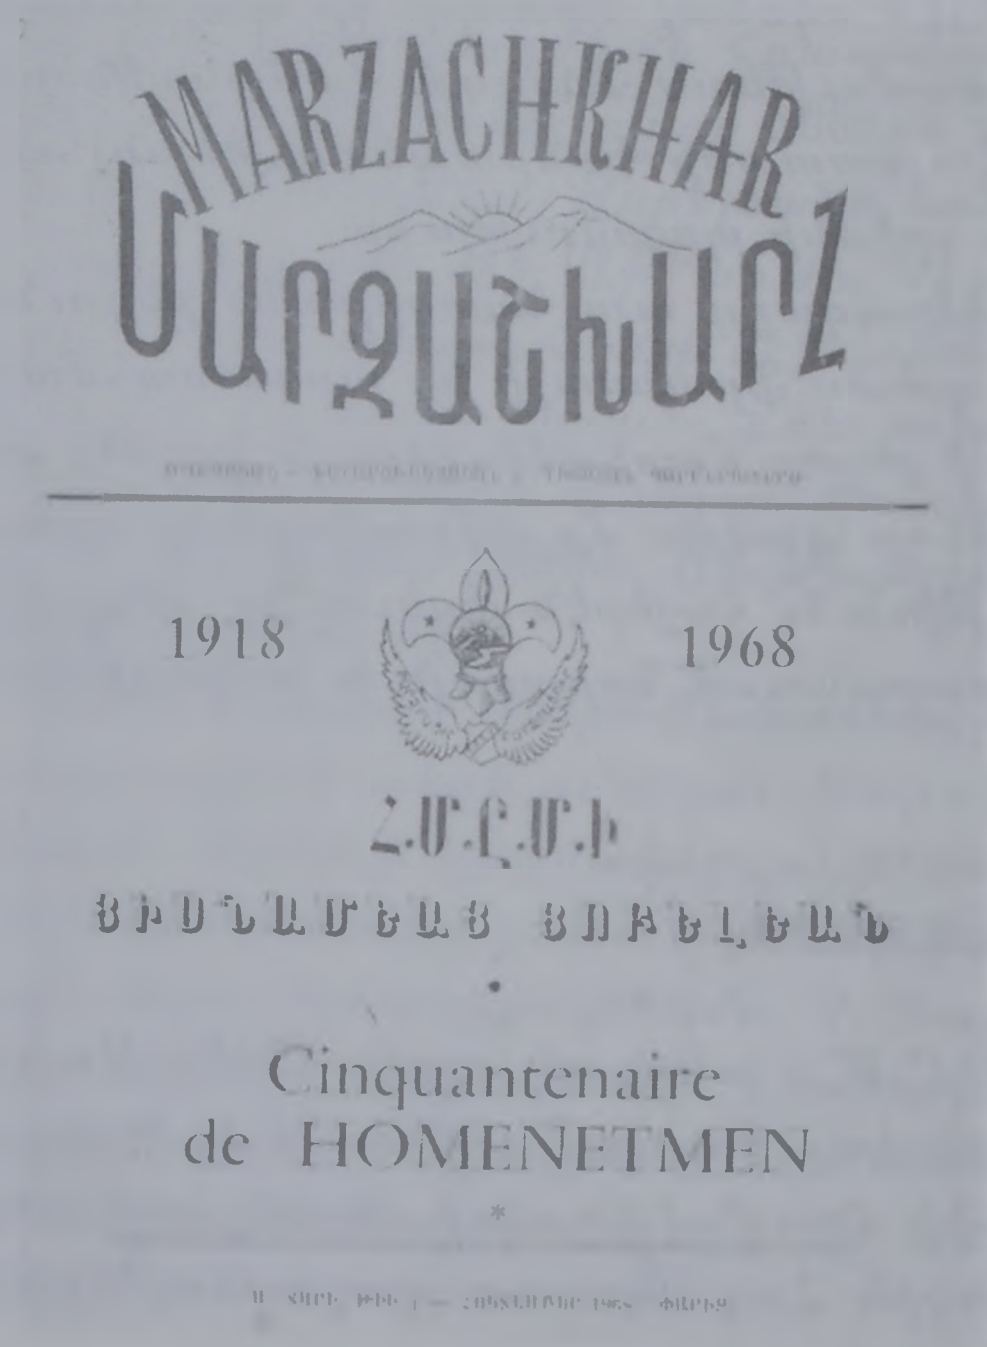 MARZACHKHAR
ՄԱՐԶԱՇԽԱՐՀ
1918 1968
Հ.Մ.Ը.Մ.Ի
ՅԻՍՆԱՄԵԱՅ ՅՈԲԵԼԵԱՆ
Cinquantenaire
de HOMENETMEN